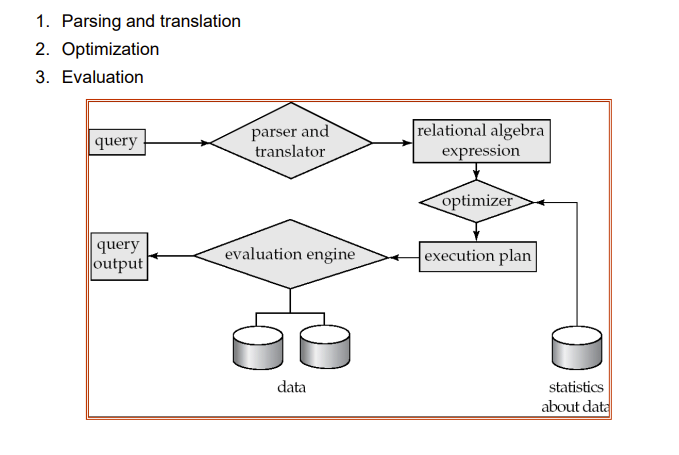 1. Parsing and translation
2. Optimization
3. Evaluation
query
parser and
translator
relational algebra
expression
optimizer
query
output
evaluation engine
execution plan
data
statistics
about data